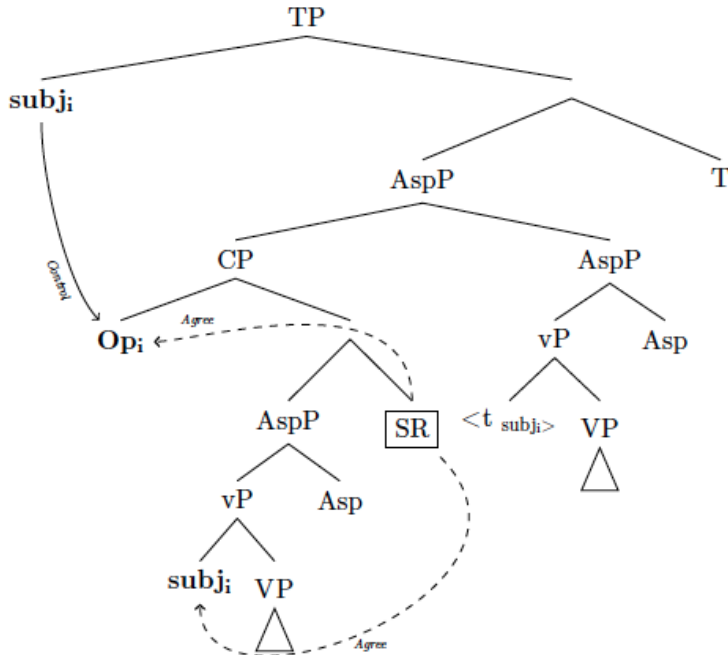 TP
subj_i
AspP T
CP AspP
Control
Op_i Agree vP Asp
AspP SR <t subj_i> VP
vP Asp
subj_i VP
Agree